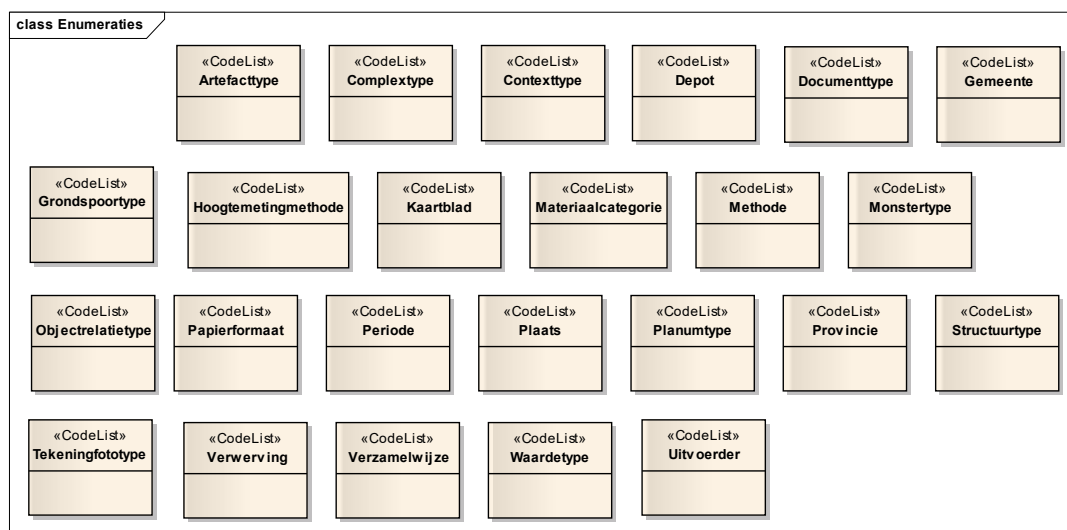 class Enumeraties
«CodeList» «CodeList» «CodeList» «CodeList» «CodeList» «CodeList»
Artefacttype Complextype Contexttype Depot Documenttype Gemeente
«CodeList» «CodeList» «CodeList» «CodeList» «CodeList» «CodeList»
Grondspoortype Hoogtemetingmethode Kaartblad Materiaalcategorie Methode Monstertype
«CodeList» «CodeList» «CodeList» «CodeList» «CodeList» «CodeList» «CodeList»
Objectrelatietype Papierformaat Periode Plaats Planumtype Provincie Structuurtype
«CodeList» «CodeList» «CodeList» «CodeList» «CodeList»
Tekeningfototype Verwerving Verzamelwijze Waardetype Uitvoerder